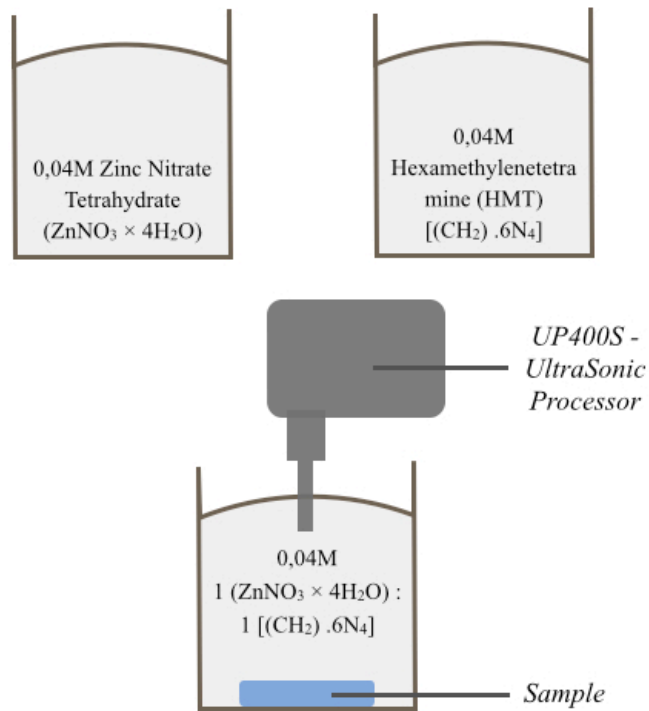 0,04M Zinc Nitrate
Tetrahydrate
(ZnNO₃ × 4H₂O)
0,04M
Hexamethylenetetra
mine (HMT)
[(CH₂) .6N₄]
UP400S -
UltraSonic
Processor
0,04M
1 (ZnNO₃ × 4H₂O) :
1 [(CH₂) .6N₄]
Sample